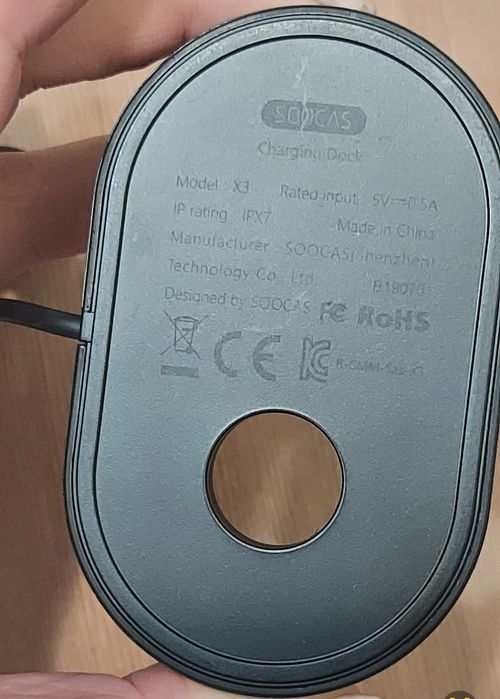 SOOCAS
Charging Dock
Model : X3 Rated input : 5V⎓0.5A
IP rating : IPX7 Made in China
Manufacturer : SOOCAS(Shenzhen)
Technology Co., Ltd.
Designed by SOOCAS FC RoHS
CE